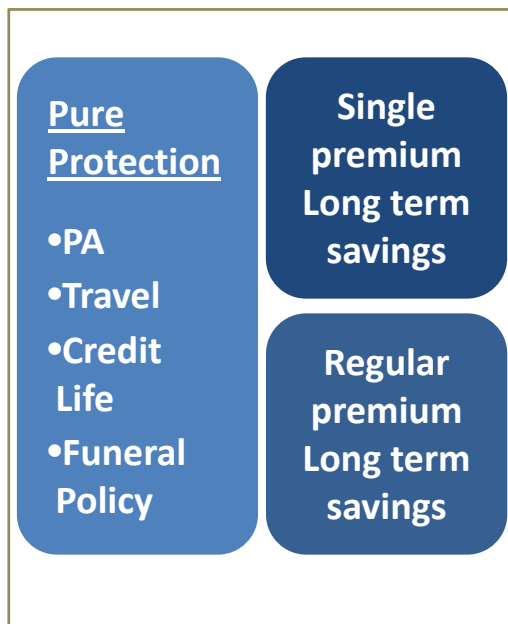 Pure
Protection
•PA
•Travel
•Credit
Life
•Funeral
Policy
Single
premium
Long term
savings
Regular
premium
Long term
savings